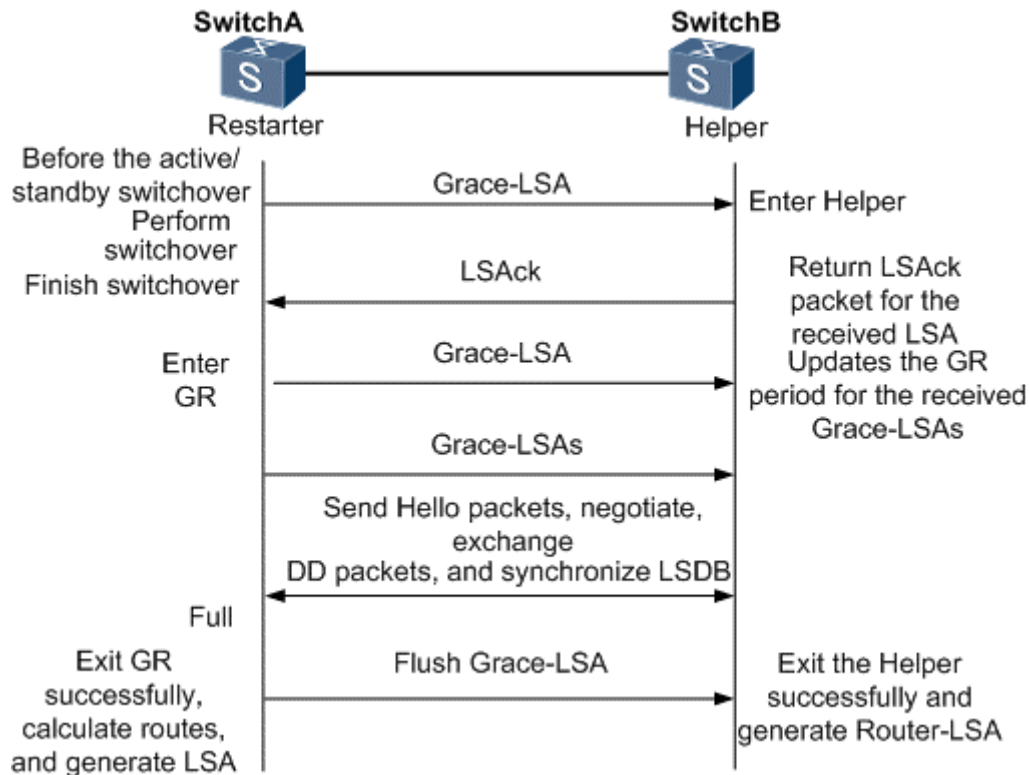 SwitchA
SwitchB
S
S
Restarter
Helper
Before the active/
standby switchover
Grace-LSA
Enter Helper
Perform
switchover
Finish switchover
LSAck
Return LSAck
packet for the
received LSA
Enter
GR
Grace-LSA
Updates the GR
period for the received
Grace-LSAs
Grace-LSAs
Send Hello packets, negotiate,
exchange
DD packets, and synchronize LSDB
Full
Exit GR
successfully,
calculate routes,
and generate LSA
Flush Grace-LSA
Exit the Helper
successfully and
generate Router-LSA